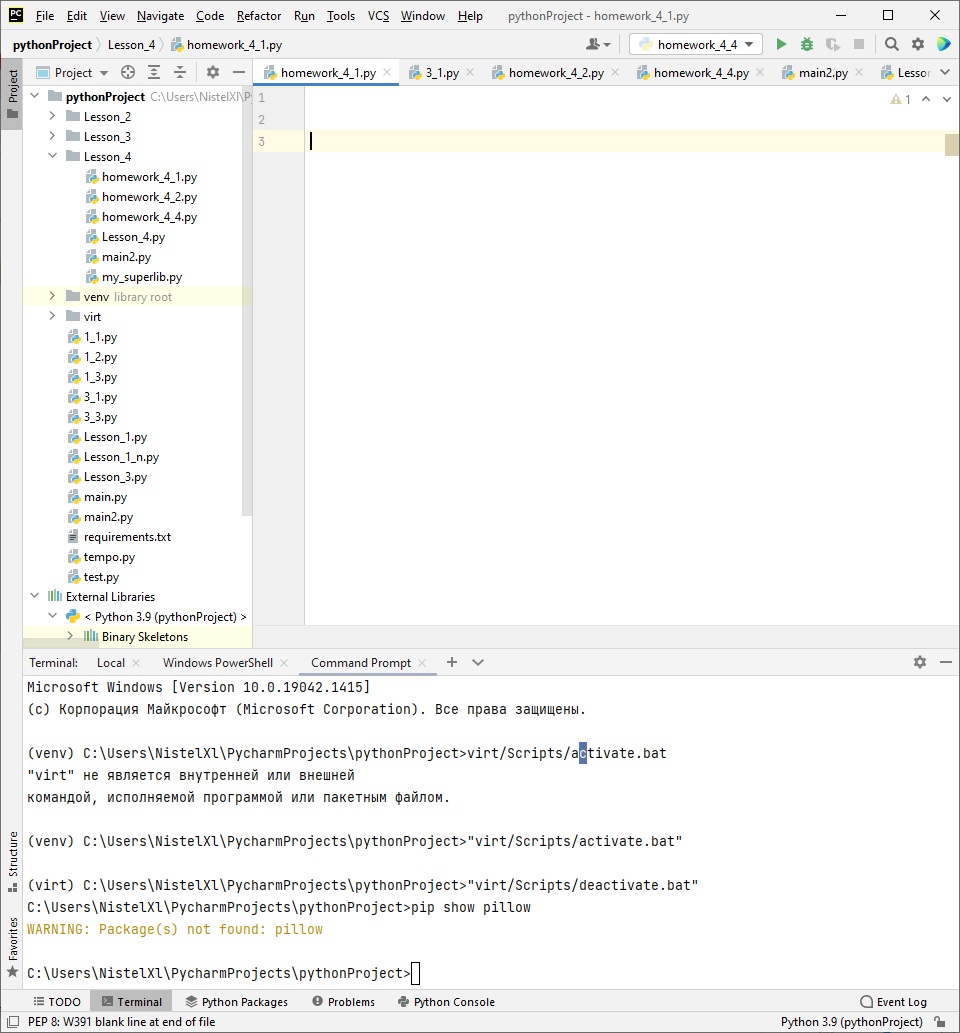 PC File Edit View Navigate Code Refactor Run Tools VCS Window Help pythonProject - homework_4_1.py
pythonProject Lesson_4 homework_4_1.py homework_4_4
Project homework_4_1.py 3_1.py homework_4_2.py homework_4_4.py main2.py Lesso
Project
pythonProject C:\Users\NistelXl\P
Lesson_2
Lesson_3
Lesson_4
homework_4_1.py
homework_4_2.py
homework_4_4.py
Lesson_4.py
main2.py
my_superlib.py
venv library root
virt
1_1.py
1_2.py
1_3.py
3_1.py
3_3.py
Lesson_1.py
Lesson_1_n.py
Lesson_3.py
main.py
main2.py
requirements.txt
tempo.py
test.py
External Libraries
< Python 3.9 (pythonProject) >
Binary Skeletons
1
2
3
1
Terminal: Local Windows PowerShell Command Prompt
Microsoft Windows [Version 10.0.19042.1415]
(c) Корпорация Майкрософт (Microsoft Corporation). Все права защищены.
(venv) C:\Users\NistelXl\PycharmProjects\pythonProject>virt/Scripts/activate.bat
"virt" не является внутренней или внешней
командой, исполняемой программой или пакетным файлом.
(venv) C:\Users\NistelXl\PycharmProjects\pythonProject>"virt/Scripts/activate.bat"
(virt) C:\Users\NistelXl\PycharmProjects\pythonProject>"virt/Scripts/deactivate.bat"
C:\Users\NistelXl\PycharmProjects\pythonProject>pip show pillow
WARNING: Package(s) not found: pillow
C:\Users\NistelXl\PycharmProjects\pythonProject>
Structure
Favorites
TODO Terminal Python Packages Problems Python Console Event Log
PEP 8: W391 blank line at end of file Python 3.9 (pythonProject)